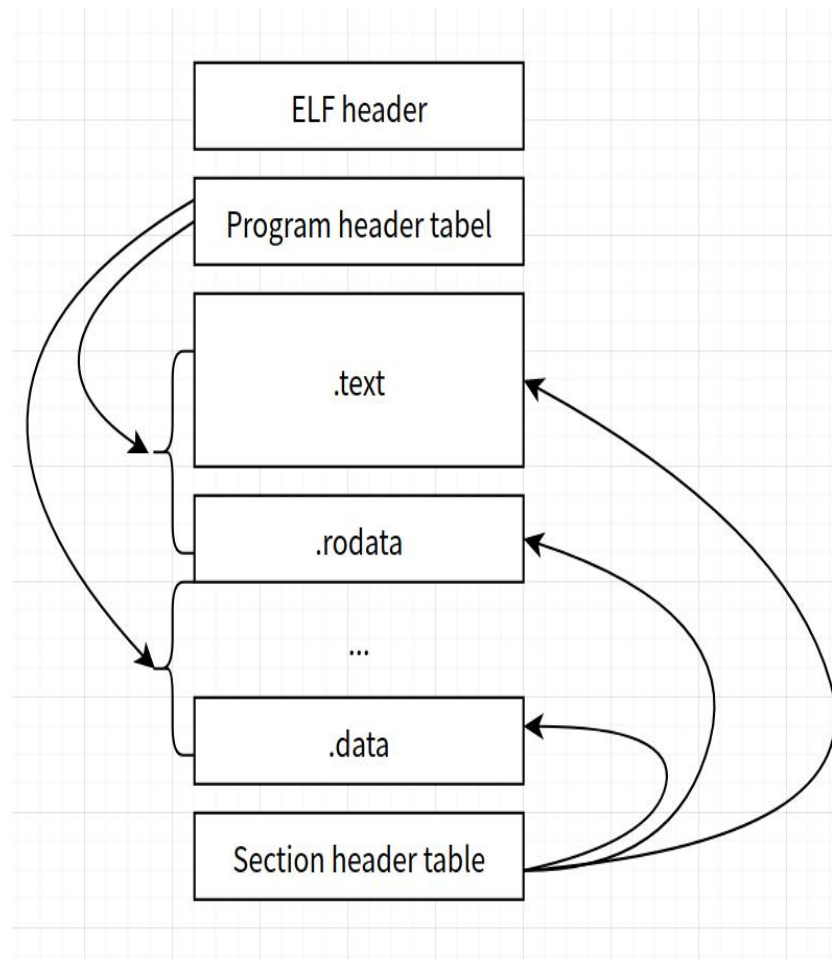 ELF header
Program header tabel
.text
.rodata
...
.data
Section header table